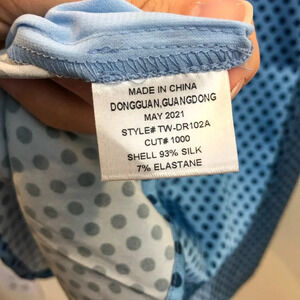 MADE IN CHINA
DONGGUAN,GUANGDONG
MAY 2021
STYLE# TW-DR102A
CUT# 1000
SHELL 93% SILK
7% ELASTANE